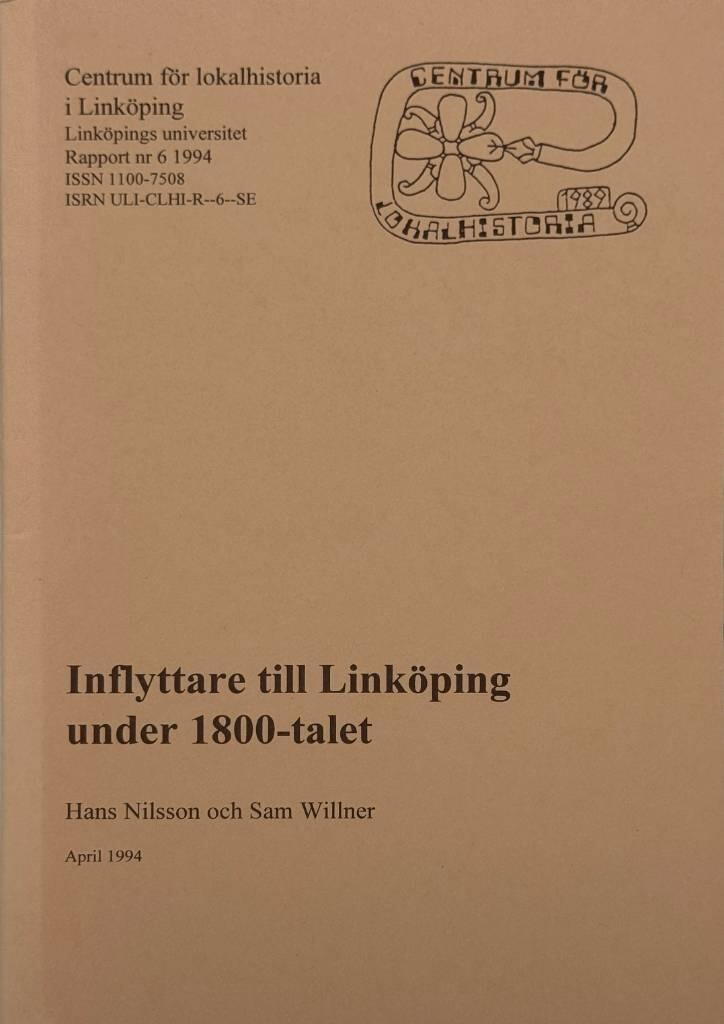 Centrum för lokalhistoria
i Linköping
Linköpings universitet
Rapport nr 6 1994
ISSN 1100-7508
ISRN ULI-CLHI-R--6--SE
CENTRUM FÖR
1989
LOKALHISTORIA
Inflyttare till Linköping
under 1800-talet
Hans Nilsson och Sam Willner
April 1994